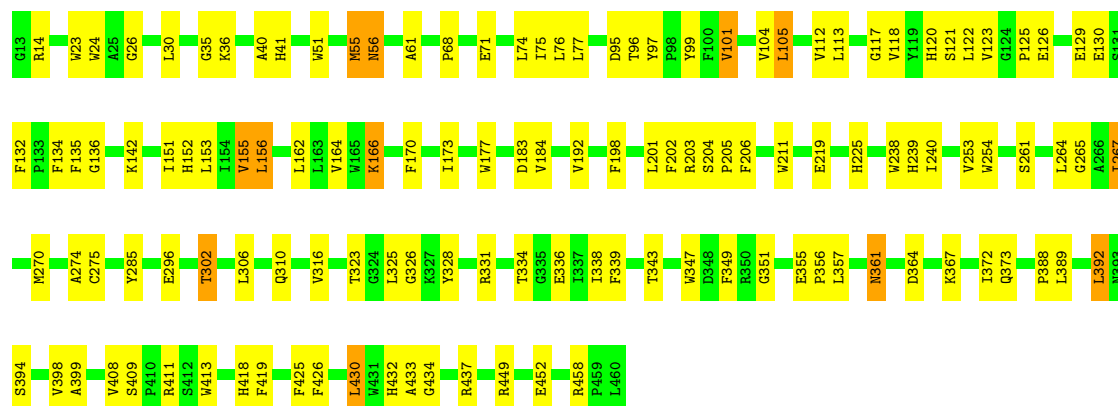 G13 R14 W23 W24 A25 G26 L30 G35 K36 A40 H41 W51 M55 N56 A61 P68 E71 L74 I75 L76 L77 D95 T96 Y97 P98 Y99 F100 V101 V104 L105 V112 L113 G117 V118 Y119 H120 S121 L122 V123 G124 P125 E126 E129 E130 S131
F132 P133 F134 F135 G136 K142 I151 H152 L153 I154 V155 L156 L162 L163 V164 W165 K166 F170 I173 W177 D183 V184 V192 F198 L201 F202 R203 S204 P205 F206 W211 E219 H225 W238 H239 I240 V253 W254 S261 L264 G265 A266 I267
M270 A274 C275 Y285 E296 T302 L306 Q310 V316 T323 G324 L325 G326 K327 Y328 R331 T334 G335 E336 I337 I338 F339 T343 W347 D348 F349 R350 G351 E355 P356 L357 N361 D364 K367 I372 Q373 P388 L389 L392 N393
S394 V398 A399 V408 S409 P410 R411 S412 W413 H418 F419 F425 F426 L430 W431 H432 A433 G434 R437 R449 E452 R458 P459 L460